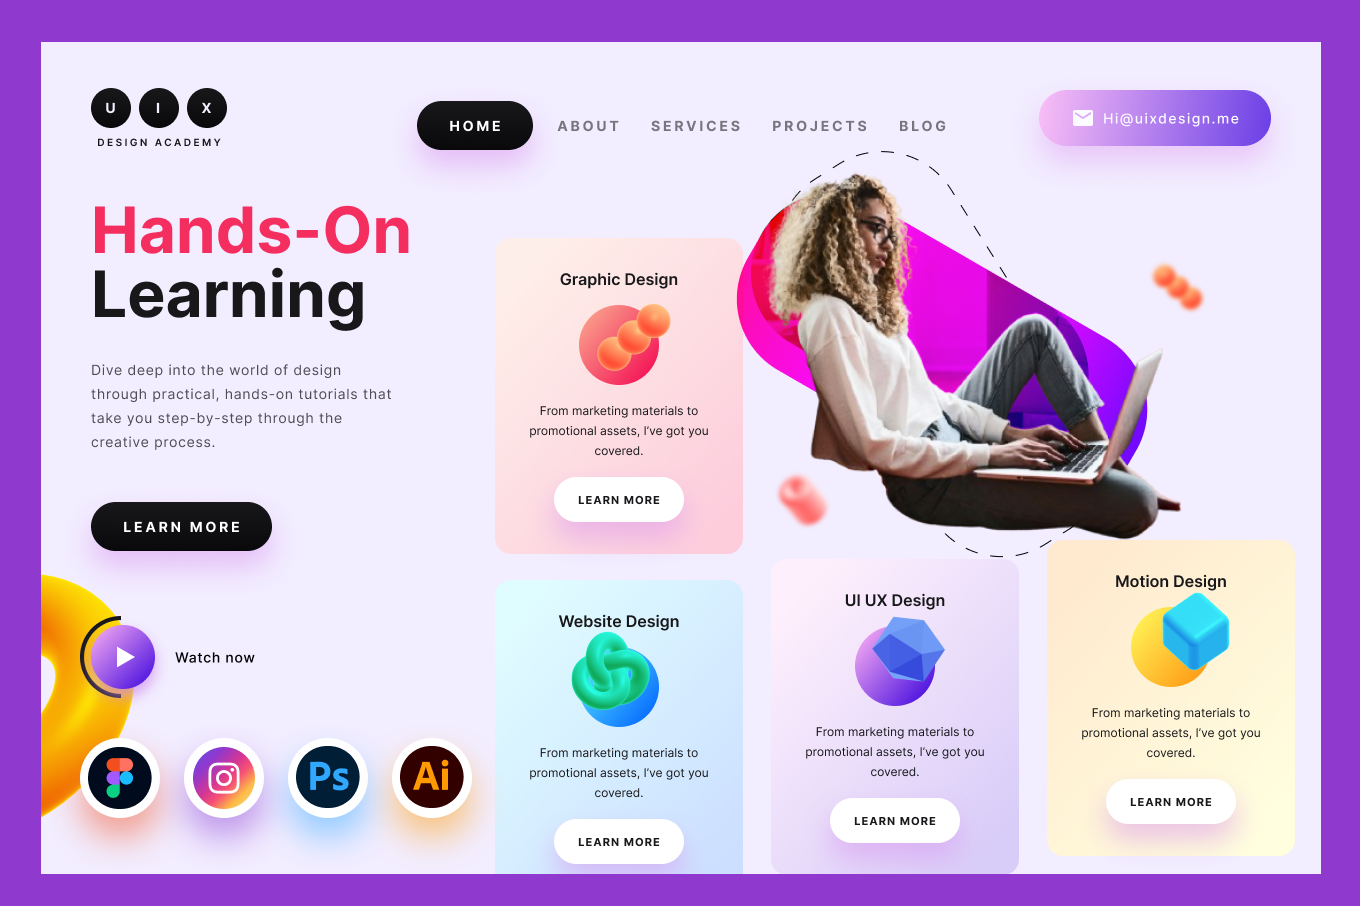 U I X
DESIGN ACADEMY
HOME
ABOUT
SERVICES
PROJECTS
BLOG
Hi@uixdesign.me
Hands-On
Learning
Dive deep into the world of design
through practical, hands-on tutorials that
take you step-by-step through the
creative process.
LEARN MORE
Watch now
Ps
Ai
Graphic Design
From marketing materials to
promotional assets, I've got you
covered.
LEARN MORE
Website Design
From marketing materials to
promotional assets, I've got you
covered.
LEARN MORE
UI UX Design
From marketing materials to
promotional assets, I've got you
covered.
LEARN MORE
Motion Design
From marketing materials to
promotional assets, I've got you
covered.
LEARN MORE